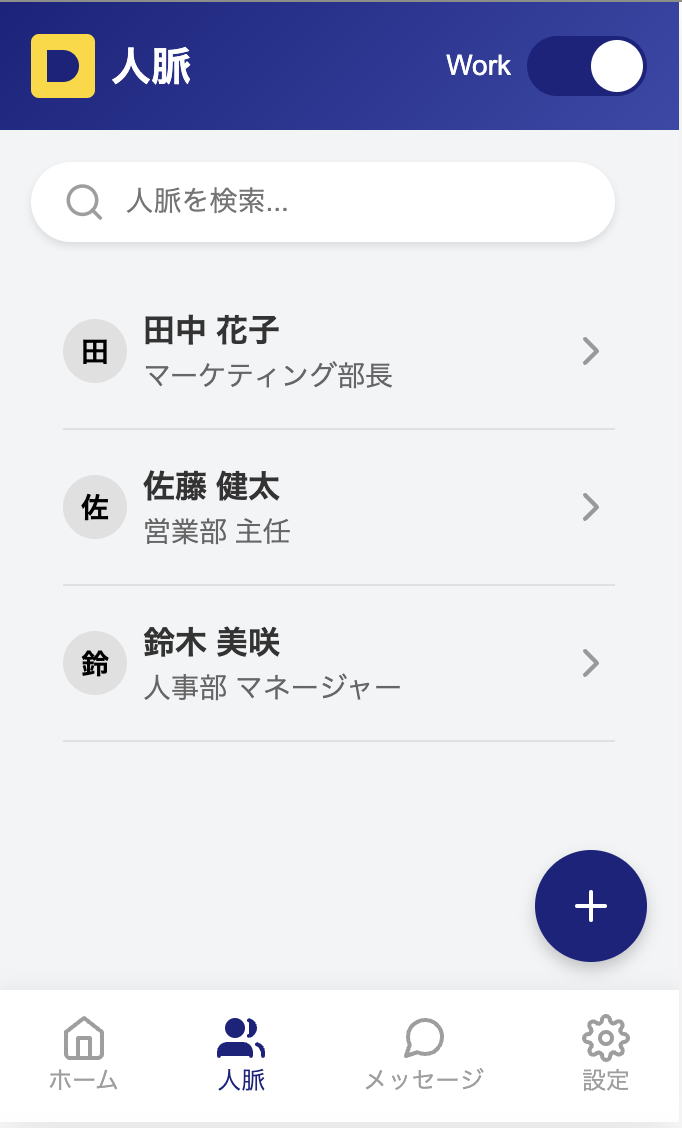 D 人脈 Work
人脈を検索...
田 田中 花子
マーケティング部長
佐 佐藤 健太
営業部 主任
鈴 鈴木 美咲
人事部 マネージャー
ホーム 人脈 メッセージ 設定